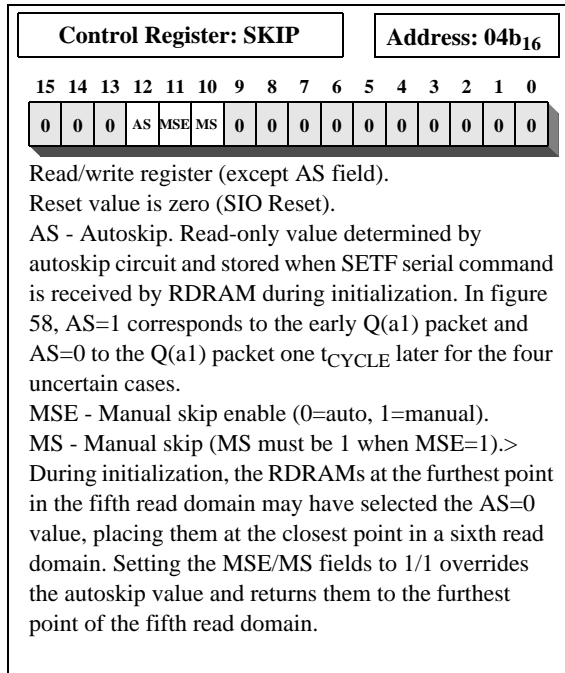 Control Register: SKIP
Address: 04b16
15 14 13 12 11 10 9 8 7 6 5 4 3 2 1 0
0 0 0 AS MSE MS 0 0 0 0 0 0 0 0 0 0
Read/write register (except AS field).
Reset value is zero (SIO Reset).
AS - Autoskip. Read-only value determined by
autoskip circuit and stored when SETF serial command
is received by RDRAM during initialization. In figure
58, AS=1 corresponds to the early Q(a1) packet and
AS=0 to the Q(a1) packet one tCYCLE later for the four
uncertain cases.
MSE - Manual skip enable (0=auto, 1=manual).
MS - Manual skip (MS must be 1 when MSE=1).>
During initialization, the RDRAMs at the furthest point
in the fifth read domain may have selected the AS=0
value, placing them at the closest point in a sixth read
domain. Setting the MSE/MS fields to 1/1 overrides
the autoskip value and returns them to the furthest
point of the fifth read domain.